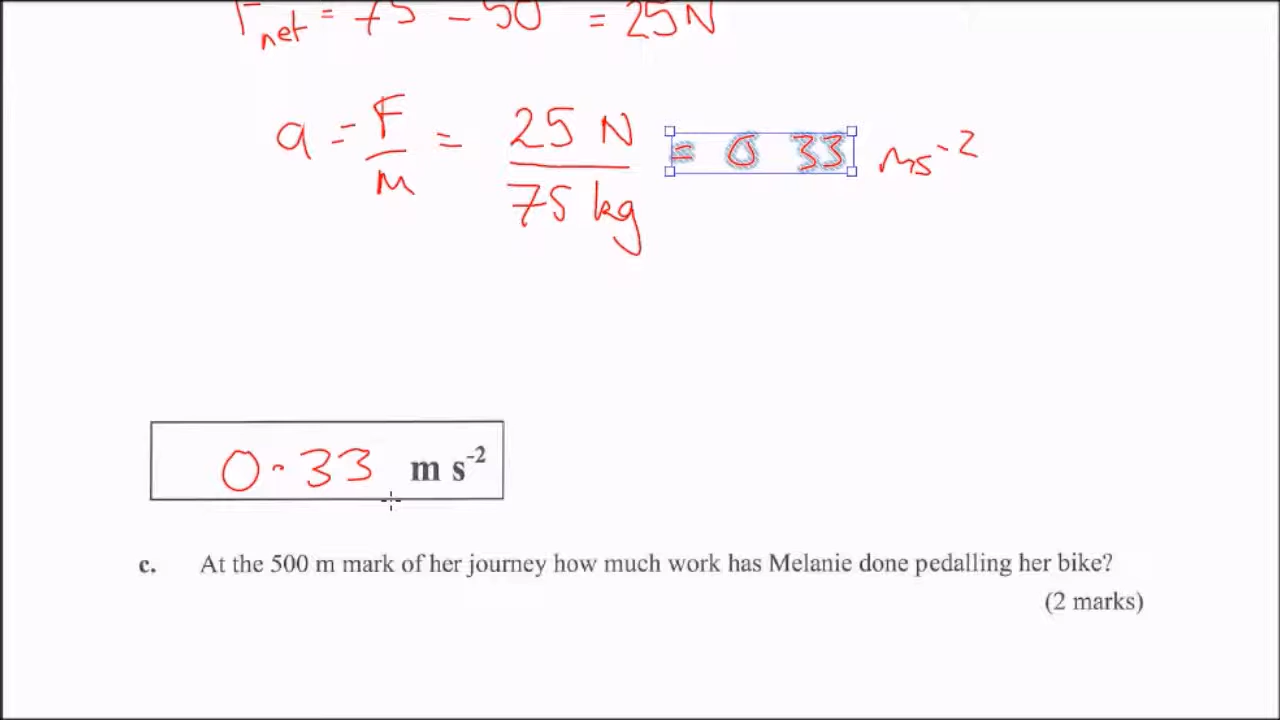 Fnet = 75 - 50 = 25 N
a = F/m = 25 N/75 kg = 0 33 ms⁻²
0.33 m s⁻²
c. At the 500 m mark of her journey how much work has Melanie done pedalling her bike?
(2 marks)